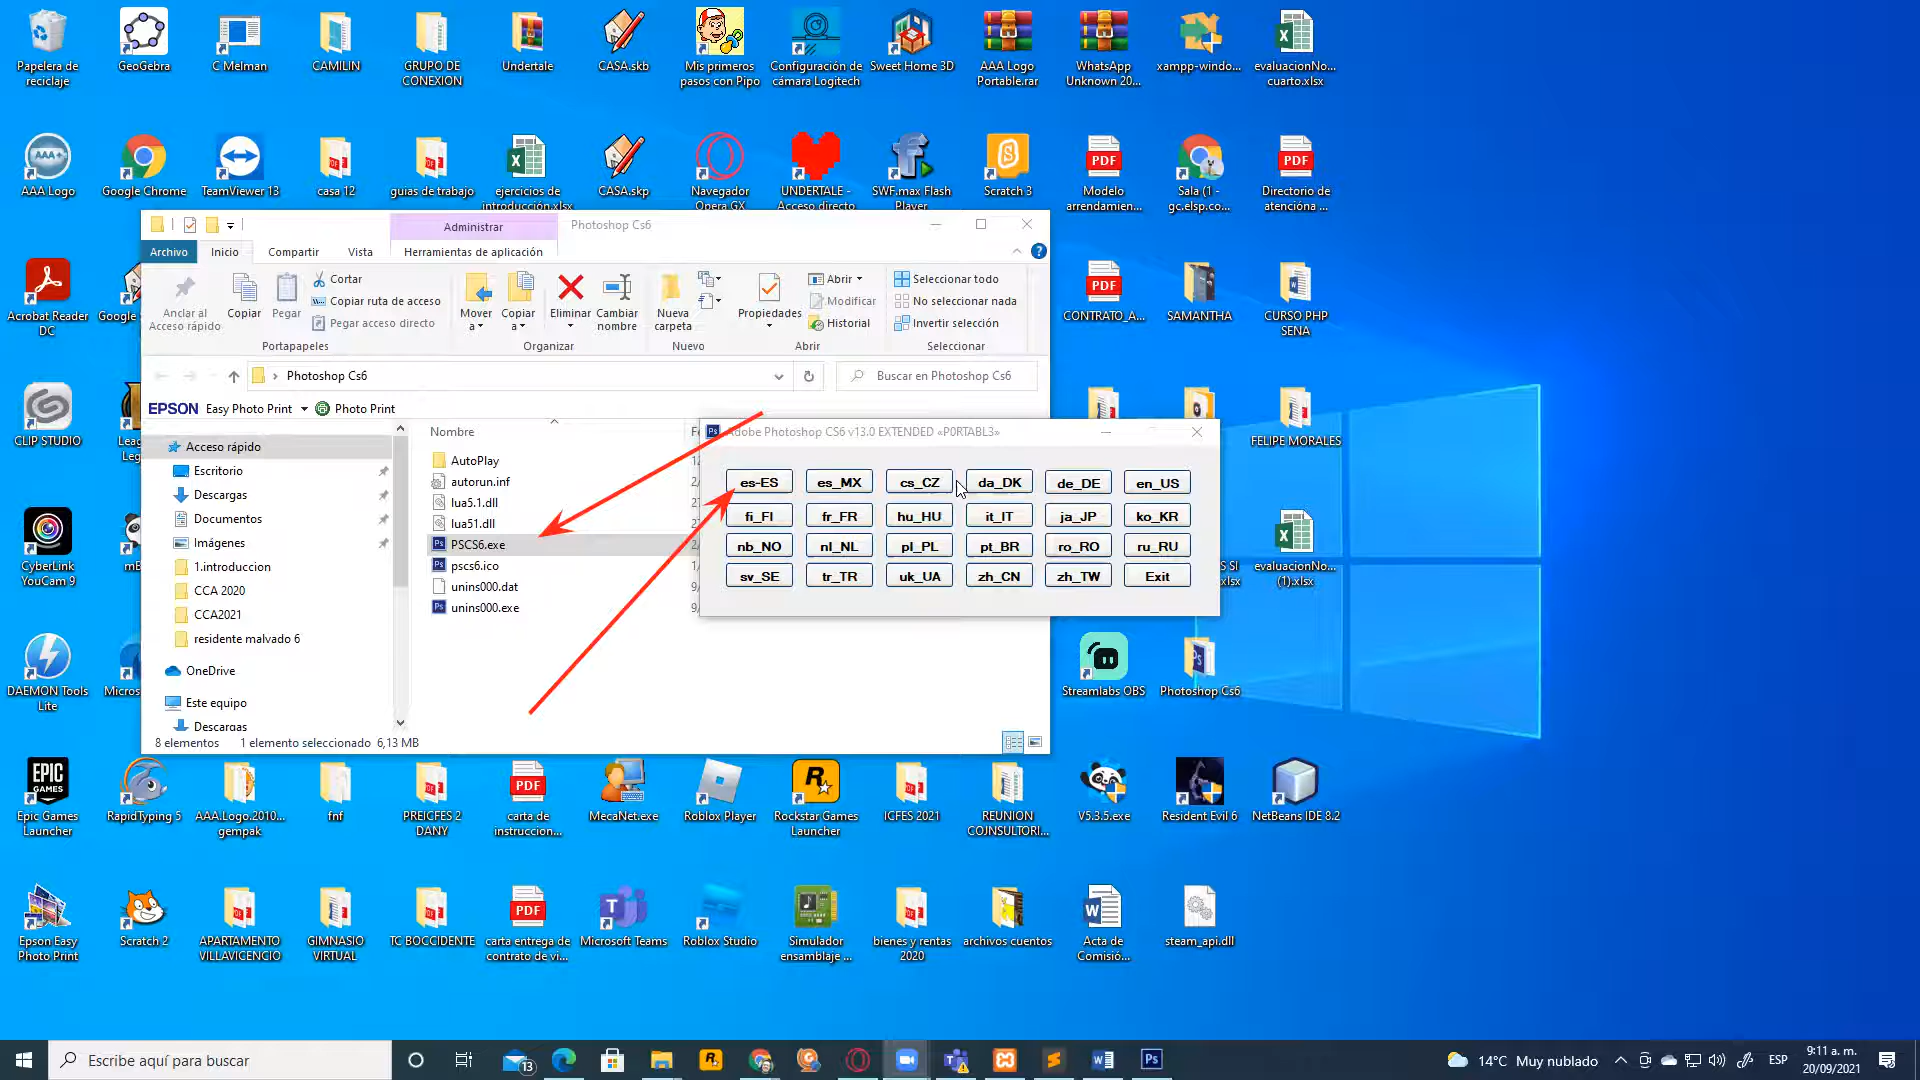 Papelera de
reciclaje
GeoGebra
C Melman
CAMILIN
GRUPO DE
CONEXION
Undertale
CASA.skb
Mis primeros
pasos con Pipo
Configuración de
cámara Logitech
Sweet Home 3D
AAA Logo
Portable.rar
WhatsApp
Unknown 20...
xampp-windo...
evaluacionNo...
cuarto.xlsx
AAA Logo
Google Chrome
TeamViewer 13
casa 12
guias de trabajo
ejercicios de
introducción.xlsx
CASA.skp
Navegador
Opera GX
UNDERTALE -
Acceso directo
SWF.max Flash
Player
Scratch 3
Modelo
arrendamien...
Sala (1 -
gc.elsp.co...
Directorio de
atencióna ...
Administrar
Photoshop Cs6
Archivo
Inicio
Compartir
Vista
Herramientas de aplicación
Anclar al
Acceso rápido
Copiar
Pegar
Cortar
Copiar ruta de acceso
Pegar acceso directo
Portapapeles
Mover
a
Copiar
a
Eliminar
Cambiar
nombre
Organizar
Nueva
carpeta
Nuevo
Propiedades
Abrir
Modificar
Historial
Abrir
Seleccionar todo
No seleccionar nada
Invertir selección
Seleccionar
Photoshop Cs6
Buscar en Photoshop Cs6
EPSON Easy Photo Print
Photo Print
Acceso rápido
Escritorio
Descargas
Documentos
Imágenes
1.introduccion
CCA 2020
CCA2021
residente malvado 6
OneDrive
Este equipo
Descargas
Nombre
AutoPlay
autorun.inf
lua5.1.dll
lua51.dll
PSCS6.exe
pscs6.ico
unins000.dat
unins000.exe
8 elementos
1 elemento seleccionado 6,13 MB
Adobe Photoshop CS6 v13.0 EXTENDED «P0RTABL3»
es-ES es_MX cs_CZ da_DK de_DE en_US
fi_FI fr_FR hu_HU it_IT ja_JP ko_KR
nb_NO nl_NL pl_PL pt_BR ro_RO ru_RU
sv_SE tr_TR uk_UA zh_CN zh_TW Exit
Acrobat Reader
DC
CONTRATO_A...
SAMANTHA
CURSO PHP
SENA
CLIP STUDIO
FELIPE MORALES
CyberLink
YouCam 9
evaluacionNo...
(1).xlsx
DAEMON Tools
Lite
Streamlabs OBS
Photoshop Cs6
Epic Games
Launcher
RapidTyping 5
AAA.Logo.2010...
gempak
fnf
PREICFES 2
DANY
carta de
instruccion...
MecaNet.exe
Roblox Player
Rockstar Games
Launcher
ICFES 2021
REUNION
COJNSULTORI...
V5.3.5.exe
Resident Evil 6
NetBeans IDE 8.2
Epson Easy
Photo Print
Scratch 2
APARTAMENTO
VILLAVICENCIO
GIMNASIO
VIRTUAL
TC BOCCIDENTE
carta entrega de
contrato de vi...
Microsoft Teams
Roblox Studio
Simulador
ensamblaje ...
bienes y rentas
2020
archivos cuentos
Acta de
Comisió...
steam_api.dll
Escribe aquí para buscar
13
14°C Muy nublado
ESP
9:11 a. m.
20/09/2021